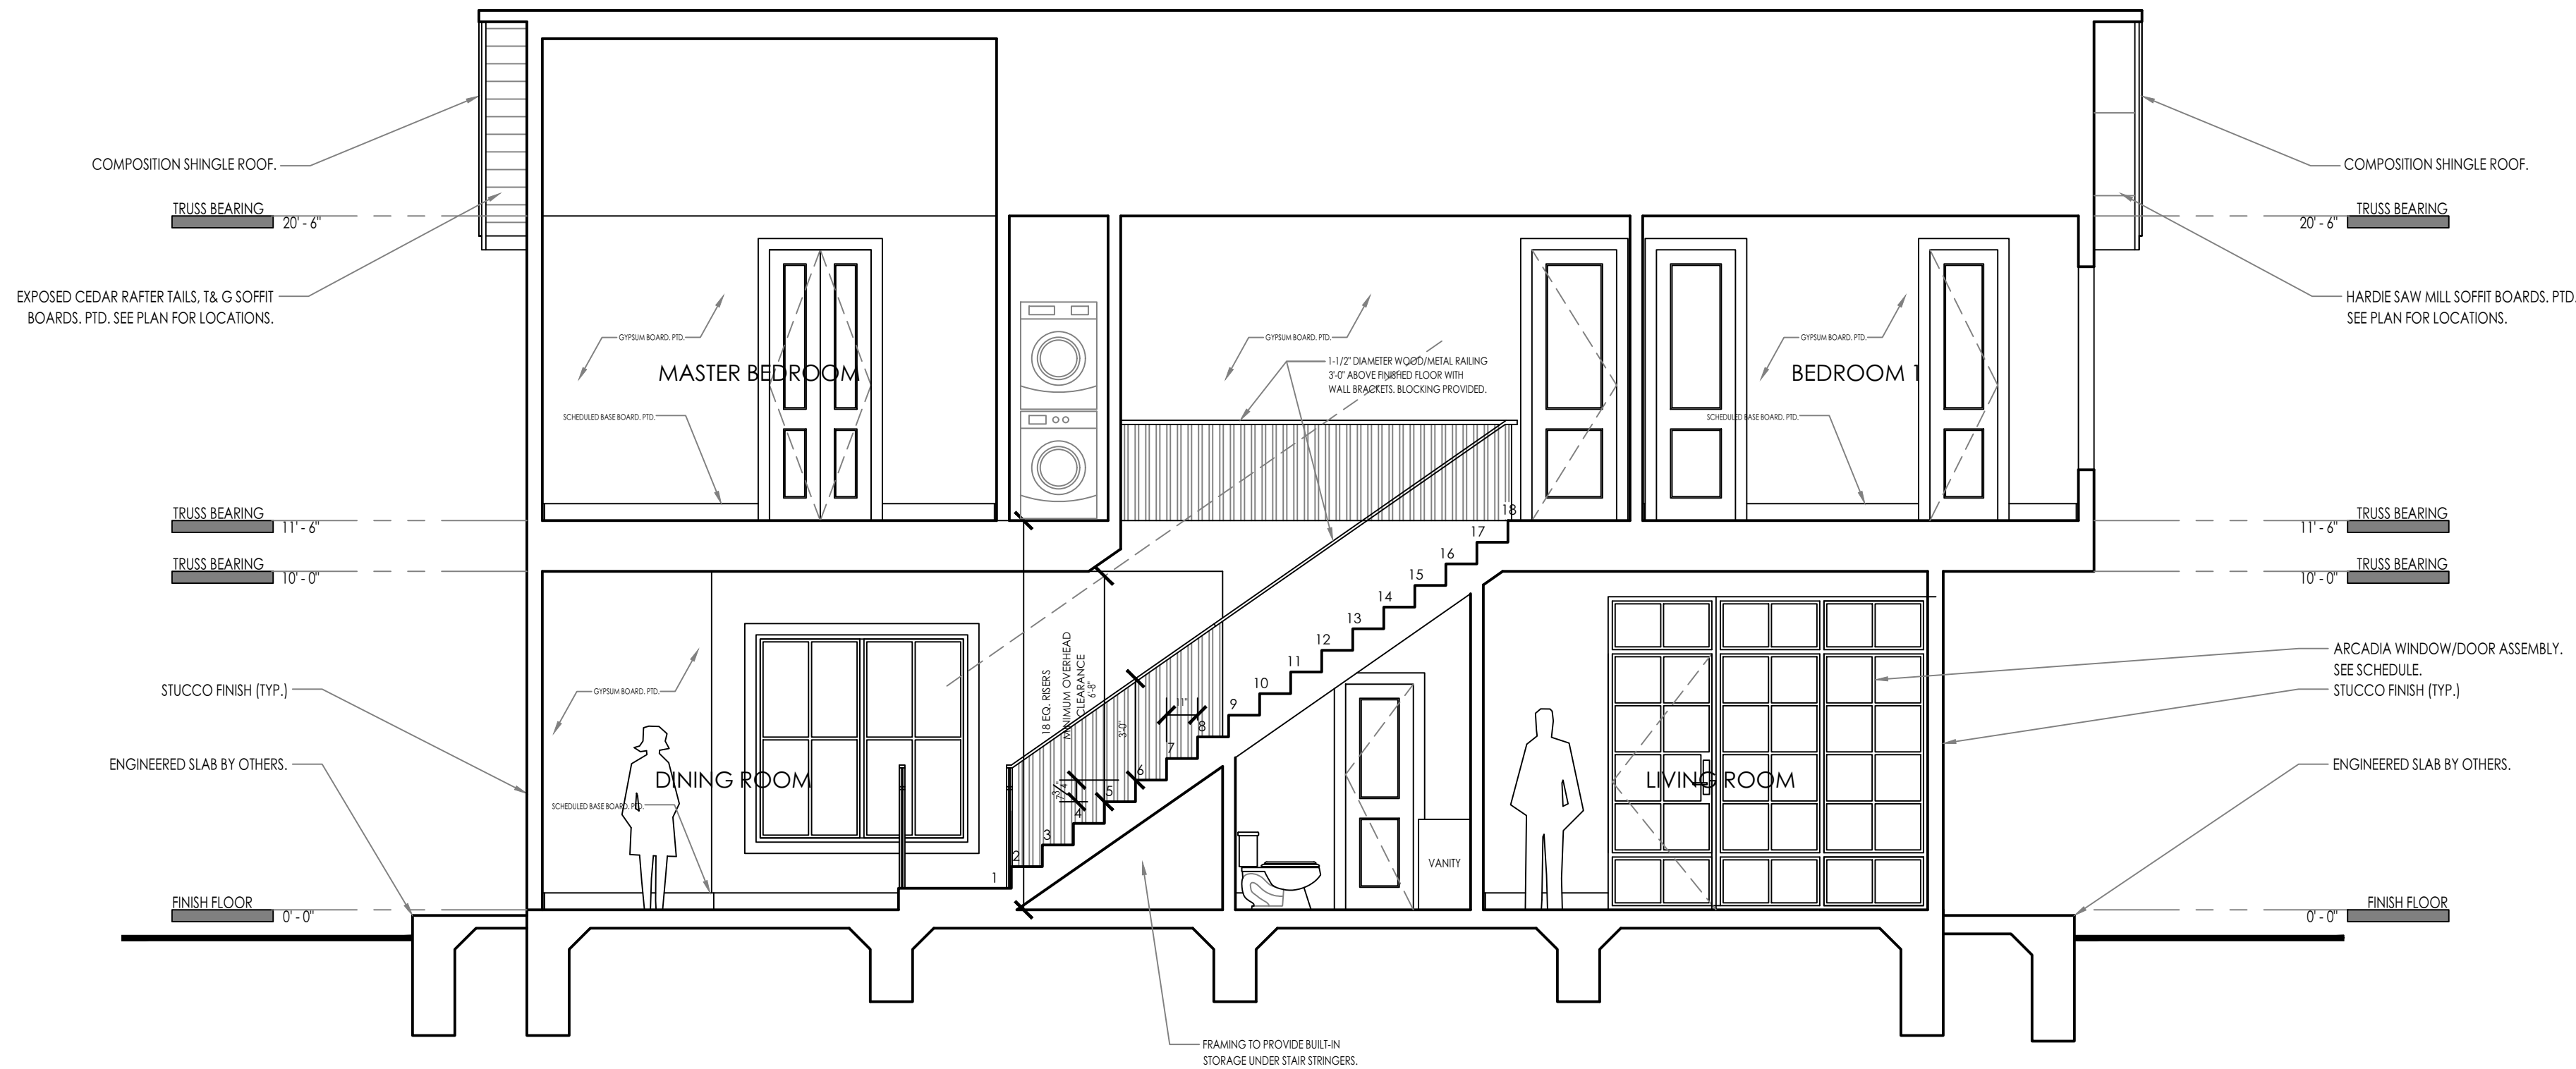 COMPOSITION SHINGLE ROOF.
TRUSS BEARING
20' - 6"
EXPOSED CEDAR RAFTER TAILS, T& G SOFFIT
BOARDS. PTD. SEE PLAN FOR LOCATIONS.
TRUSS BEARING
11' - 6"
TRUSS BEARING
10' - 0"
STUCCO FINISH (TYP.)
ENGINEERED SLAB BY OTHERS.
FINISH FLOOR
0' - 0"
GYPSUM BOARD. PTD.
MASTER BEDROOM
SCHEDULED BASE BOARD. PTD.
GYPSUM BOARD. PTD.
1-1/2" DIAMETER WOOD/METAL RAILING
3'-0" ABOVE FINISHED FLOOR WITH
WALL BRACKETS. BLOCKING PROVIDED.
GYPSUM BOARD. PTD.
BEDROOM 1
SCHEDULED BASE BOARD. PTD.
GYPSUM BOARD. PTD.
DINING ROOM
SCHEDULED BASE BOARD. PTD.
18 EQ. RISERS
MINIMUM OVERHEAD
CLEARANCE
6'-8"
3'-0"
11"
1
2
3
4
5
6
7
8
9
10
11
12
13
14
15
16
17
18
VANITY
LIVING ROOM
FRAMING TO PROVIDE BUILT-IN
STORAGE UNDER STAIR STRINGERS.
COMPOSITION SHINGLE ROOF.
TRUSS BEARING
20' - 6"
HARDIE SAW MILL SOFFIT BOARDS. PTD.
SEE PLAN FOR LOCATIONS.
TRUSS BEARING
11' - 6"
TRUSS BEARING
10' - 0"
ARCADIA WINDOW/DOOR ASSEMBLY.
SEE SCHEDULE.
STUCCO FINISH (TYP.)
ENGINEERED SLAB BY OTHERS.
FINISH FLOOR
0' - 0"